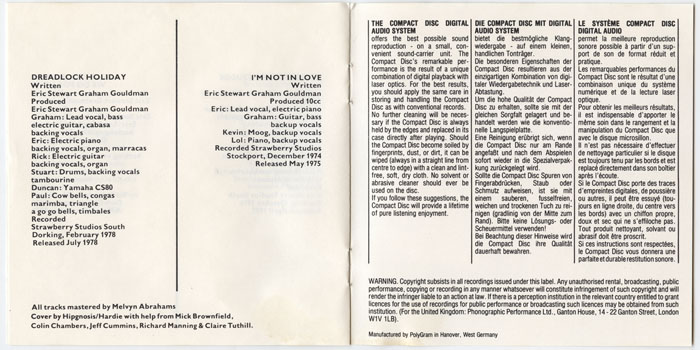 DREADLOCK HOLIDAY
Written
Eric Stewart Graham Gouldman
Produced
Eric Stewart Graham Gouldman
Graham: Lead vocal, bass
electric guitar, cabasa
backing vocals
Eric: Electric piano
backing vocals, organ, marracas
Rick: Electric guitar
backing vocals, organ
Stuart: Drums, backing vocals
tambourine
Duncan: Yamaha CS80
Paul: Cow bells, congas
marimba, triangle
a go go bells, timbales
Recorded
Strawberry Studios South
Dorking, February 1978
Released July 1978
I'M NOT IN LOVE
Written
Eric Stewart Graham Gouldman
Produced 10cc
Eric: Lead vocal, electric piano
Graham: Guitar, bass
backup vocals
Kevin: Moog, backup vocals
Lol: Piano, backup vocals
Recorded Strawberry Studios
Stockport, December 1974
Released May 1975
All tracks mastered by Melvyn Abrahams
Cover by Hipgnosis/Hardie with help from Mick Brownfield,
Colin Chambers, Jeff Cummins, Richard Manning & Claire Tuthill.
THE COMPACT DISC DIGITAL
AUDIO SYSTEM
offers the best possible sound
reproduction - on a small, con-
venient sound-carrier unit. The
Compact Disc's remarkable per-
formance is the result of a unique
combination of digital playback with
laser optics. For the best results,
you should apply the same care in
storing and handling the Compact
Disc as with conventional records.
No further cleaning will be neces-
sary if the Compact Disc is always
held by the edges and replaced in its
case directly after playing. Should
the Compact Disc become soiled by
fingerprints, dust, or dirt, it can be
wiped (always in a straight line from
centre to edge) with a clean and lint-
free, soft, dry cloth. No solvent or
abrasive cleaner should ever be
used on the disc.
If you follow these suggestions, the
Compact Disc will provide a lifetime
of pure listening enjoyment.
DIE COMPACT DISC MIT DIGITAL
AUDIO SYSTEM
bietet die bestmögliche Klang-
wiedergabe - auf einem kleinen,
handlichen Tonträger.
Die besonderen Eigenschaften der
Compact Disc resultieren aus der
einzigartigen Kombination von digi-
taler Wiedergabetechnik und Laser-
Abtastung.
Um die hohe Qualität der Compact
Disc zu erhalten, sollte sie mit der
gleichen Sorgfalt gelagert und be-
handelt werden wie die konventio-
nelle Langspielplatte.
Eine Reinigung erübrigt sich, wenn
die Compact Disc nur am Rande
angefaßt und nach dem Abspielen
sofort wieder in die Spezialverpak-
kung zurückgelegt wird.
Sollte die Compact Disc Spuren von
Fingerabdrücken, Staub oder
Schmutz aufweisen, ist sie mit
einem sauberen, fusselfreien,
weichen und trockenen Tuch zu rei-
nigen (gradlinig von der Mitte zum
Rand). Bitte keine Lösungs- oder
Scheuermittel verwenden!
Bei Beachtung dieser Hinweise wird
die Compact Disc ihre Qualität
dauerhaft bewahren.
LE SYSTÈME COMPACT DISC
DIGITAL AUDIO
permet la meilleure reproduction
sonore possible à partir d'un sup-
port de son de format réduit et
pratique.
Les remarquables performances du
Compact Disc sont le résultat d'une
combinaison unique du système
numérique et de la lecture laser
optique.
Pour obtenir les meilleurs résultats,
il est indispensable d'apporter le
même soin dans le rangement et la
manipulation du Compact Disc que
avec le disque microsillon.
Il n'est pas nécessaire d'effectuer
de nettoyage particulier si le disque
est toujours tenu par les bords et est
replacé directement dans son boîtier
après l'écoute.
Si le Compact Disc porte des traces
d'empreintes digitales, de poussière
ou autres, il peut être essuyé (tou-
jours en ligne droite, du centre vers
les bords) avec un chiffon propre,
doux et sec qui ne s'effiloche pas.
Tout produit nettoyant, solvant ou
abrasif doit être proscrit.
Si ces instructions sont respectées,
le Compact Disc vous donnera une
parfaite et durable restitution sonore.
WARNING. Copyright subsists in all recordings issued under this label. Any unauthorised rental, broadcasting, public
performance, copying or recording in any manner whatsoever will constitute infringement of such copyright and will
render the infringer liable to an action at law. If there is a perception institution in the relevant country entitled to grant
licences for the use of recordings for public performance or broadcasting such licences may be obtained from such
institution. (For the United Kingdom: Phonographic Performance Ltd., Ganton House, 14 - 22 Ganton Street, London
W1V 1LB).
Manufactured by PolyGram in Hanover, West Germany